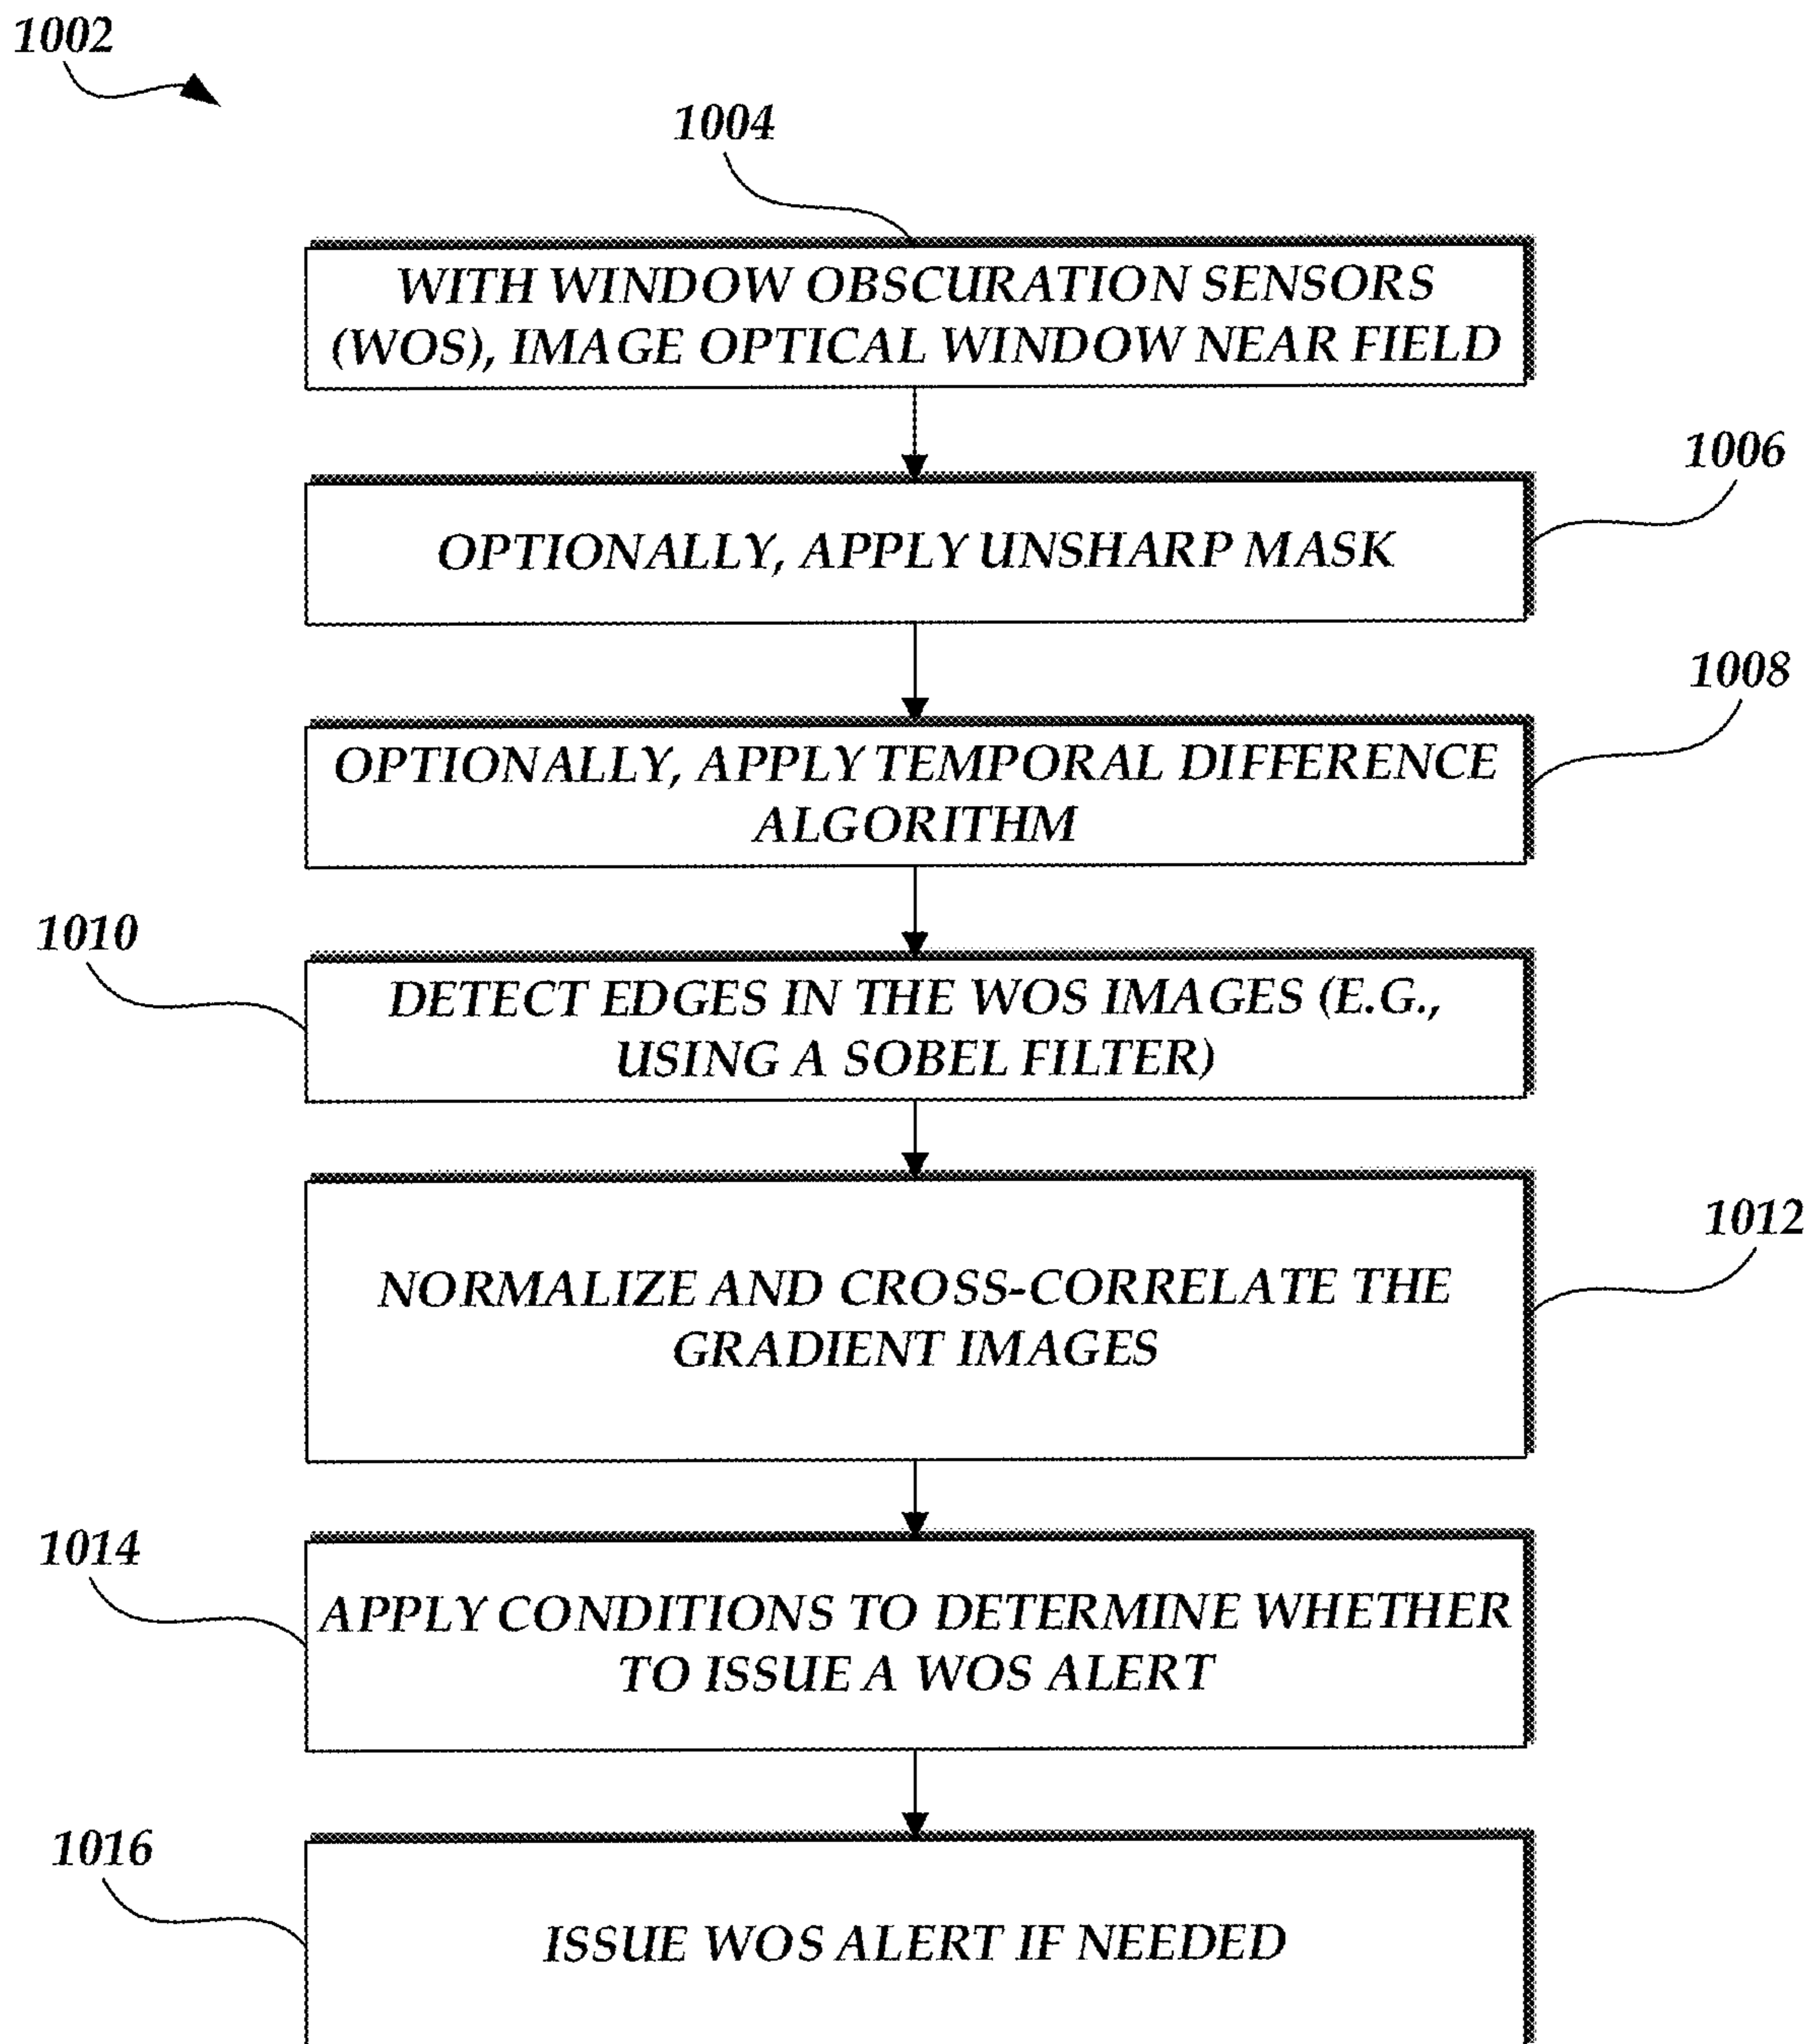 1002
1004
WITH WINDOW OBSCURATION SENSORS
(WOS), IMAGE OPTICAL WINDOW NEAR FIELD
1006
OPTIONALLY, APPLY UNSHARP MASK
1008
OPTIONALLY, APPLY TEMPORAL DIFFERENCE
ALGORITHM
1010
DETECT EDGES IN THE WOS IMAGES (E.G.,
USING A SOBEL FILTER)
1012
NORMALIZE AND CROSS-CORRELATE THE
GRADIENT IMAGES
1014
APPLY CONDITIONS TO DETERMINE WHETHER
TO ISSUE A WOS ALERT
1016
ISSUE WOS ALERT IF NEEDED